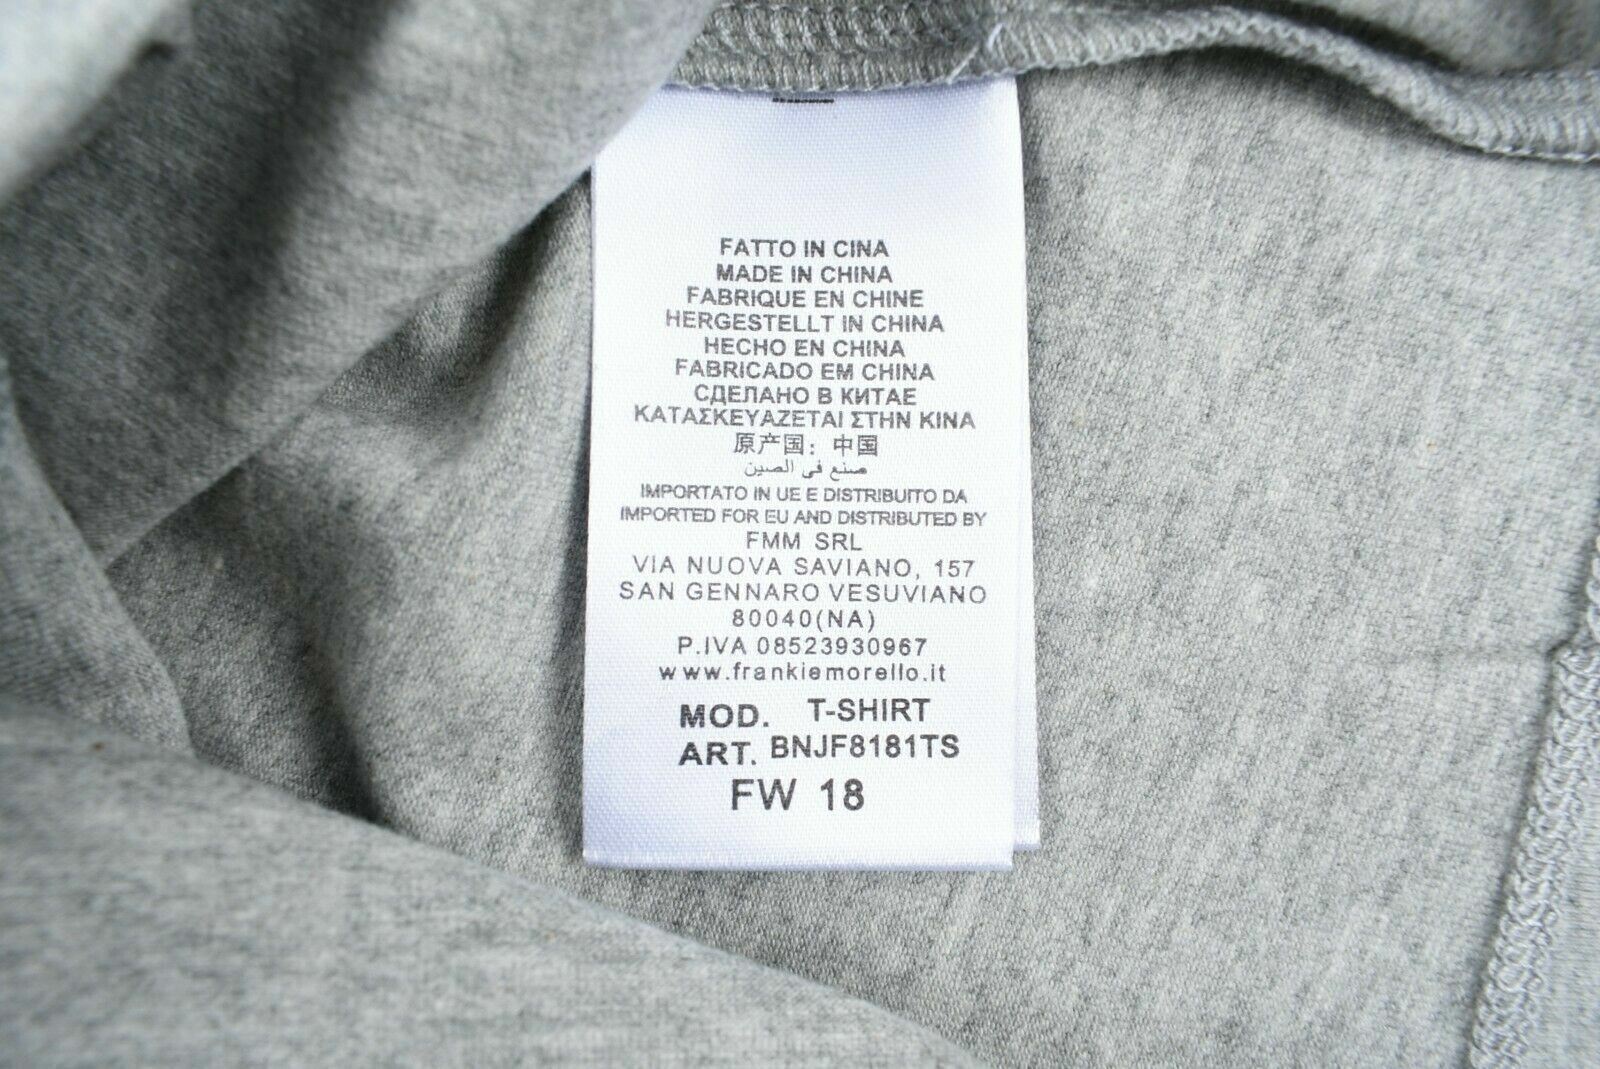 FATTO IN CINA
MADE IN CHINA
FABRIQUE EN CHINE
HERGESTELLT IN CHINA
HECHO EN CHINA
FABRICADO EM CHINA
СДЕЛАНО В КИТАЕ
ΚΑΤΑΣΚΕΥΑΖΕΤΑΙ ΣΤΗΝ ΚΙΝΑ
原产国：中国
صنع في الصين
IMPORTATO IN UE E DISTRIBUITO DA
IMPORTED FOR EU AND DISTRIBUTED BY
FMM SRL
VIA NUOVA SAVIANO, 157
SAN GENNARO VESUVIANO
80040(NA)
P.IVA 08523930967
www.frankiemorello.it
MOD. T-SHIRT
ART. BNJF8181TS
FW 18